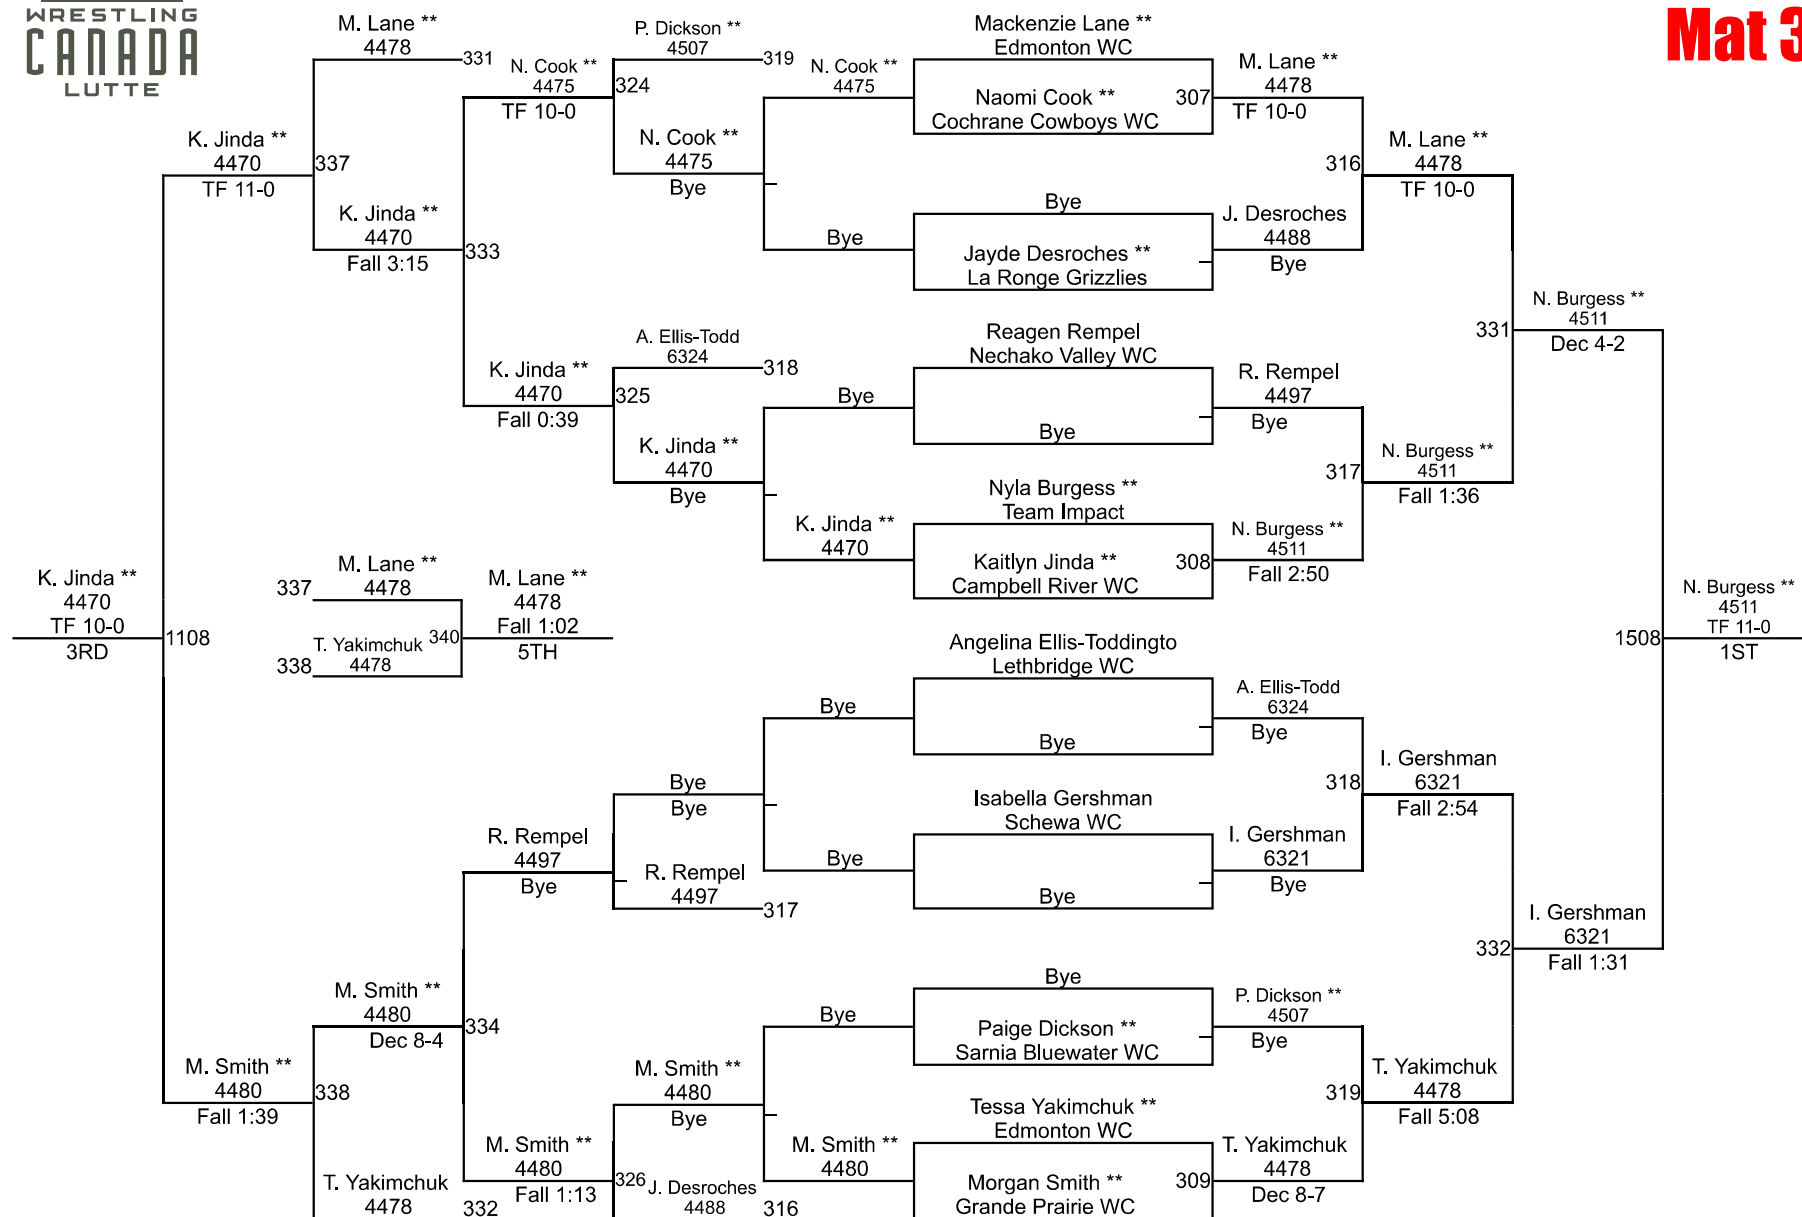 WRESTLING
CANADA
LUTTE
Mat 3
M. Lane **
4478
331
K. Jinda **
4470
TF 11-0
337
K. Jinda **
4470
Fall 3:15
333
N. Cook **
4475
TF 10-0
324
P. Dickson **
4507
319
N. Cook **
4475
Bye
N. Cook **
4475
Bye
Mackenzie Lane **
Edmonton WC
Naomi Cook **
Cochrane Cowboys WC
307
M. Lane **
4478
TF 10-0
Bye
Jayde Desroches **
La Ronge Grizzlies
J. Desroches
4488
Bye
316
M. Lane **
4478
TF 10-0
K. Jinda **
4470
Fall 0:39
325
A. Ellis-Todd
6324
318
K. Jinda **
4470
Bye
Bye
K. Jinda **
4470
Reagen Rempel
Nechako Valley WC
Bye
R. Rempel
4497
Bye
Nyla Burgess **
Team Impact
Kaitlyn Jinda **
Campbell River WC
308
N. Burgess **
4511
Fall 2:50
317
N. Burgess **
4511
Fall 1:36
331
N. Burgess **
4511
Dec 4-2
K. Jinda **
4470
TF 10-0
3RD
1108
337
M. Lane **
4478
338
T. Yakimchuk
4478
340
M. Lane **
4478
Fall 1:02
5TH
1508
N. Burgess **
4511
TF 11-0
1ST
Angelina Ellis-Toddingto
Lethbridge WC
Bye
A. Ellis-Todd
6324
Bye
Isabella Gershman
Schewa WC
Bye
I. Gershman
6321
Bye
318
I. Gershman
6321
Fall 2:54
Bye
Bye
Bye
Bye
R. Rempel
4497
Bye
R. Rempel
4497
317
332
I. Gershman
6321
Fall 1:31
M. Smith **
4480
Dec 8-4
334
M. Smith **
4480
Fall 1:39
338
T. Yakimchuk
4478
332
M. Smith **
4480
Fall 1:13
326
M. Smith **
4480
Bye
J. Desroches
4488
316
Bye
M. Smith **
4480
Bye
Paige Dickson **
Sarnia Bluewater WC
P. Dickson **
4507
Bye
Tessa Yakimchuk **
Edmonton WC
Morgan Smith **
Grande Prairie WC
309
T. Yakimchuk
4478
Dec 8-7
319
T. Yakimchuk
4478
Fall 5:08